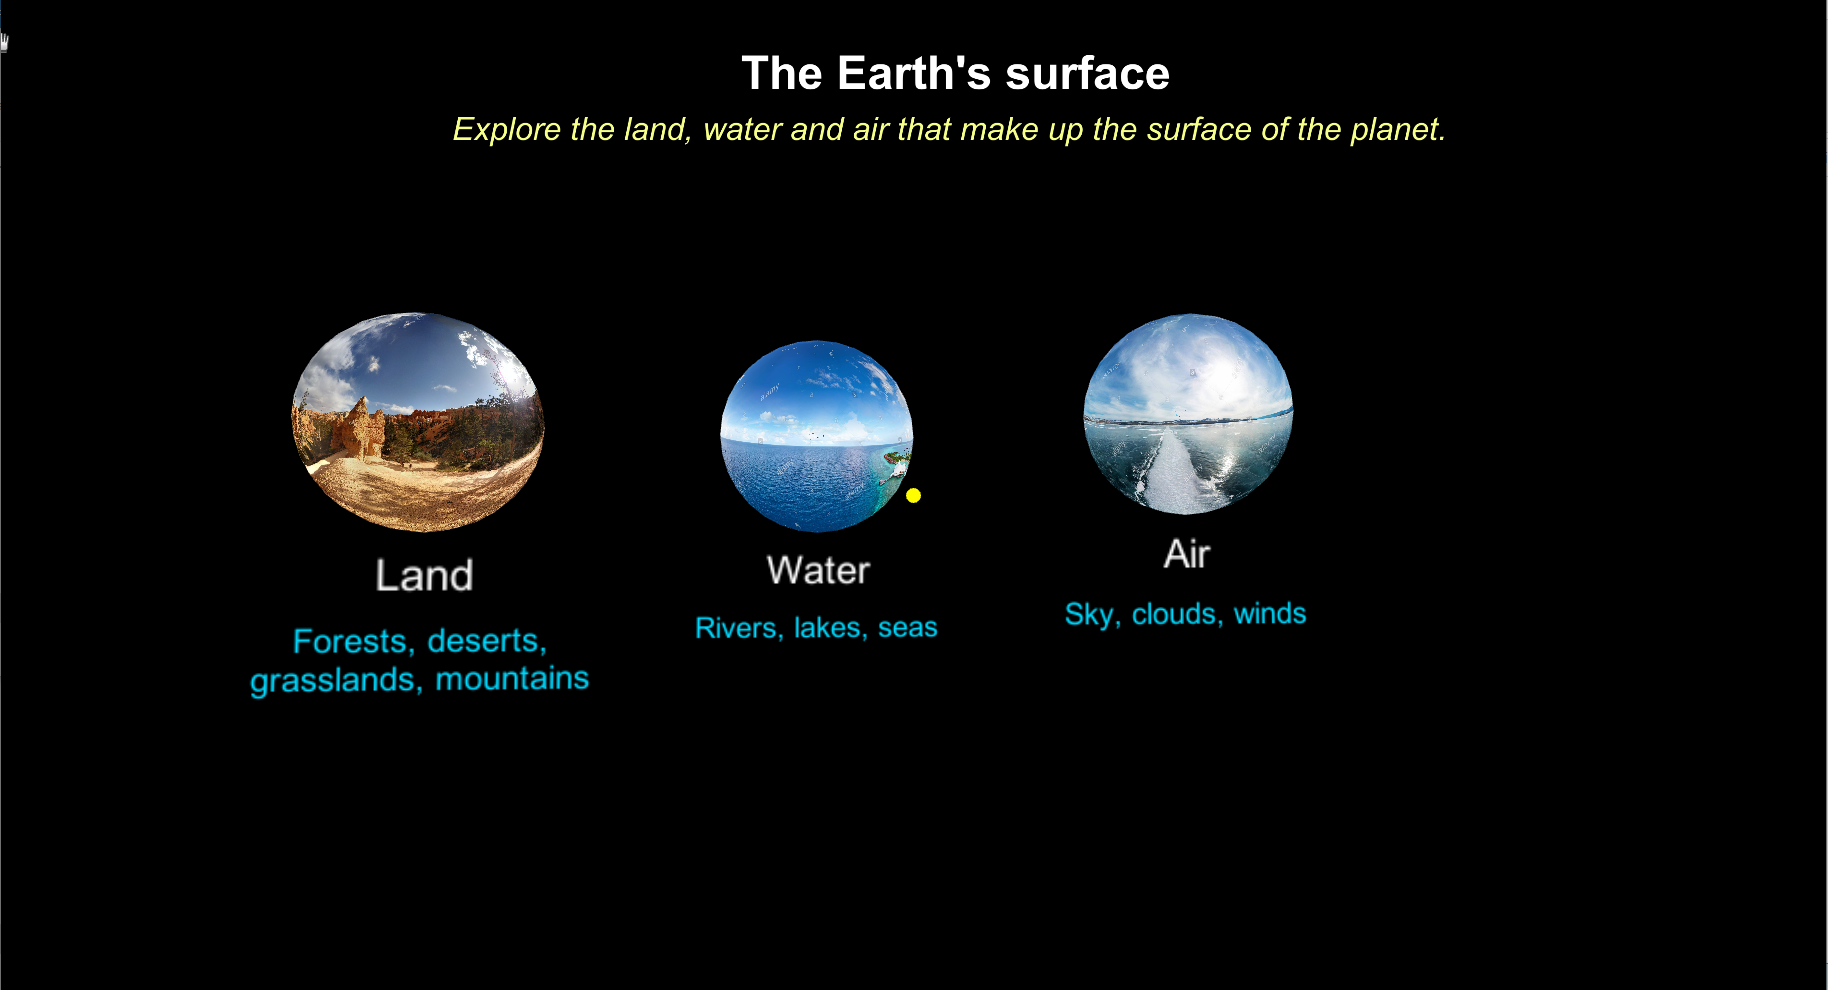 The Earth's surface
Explore the land, water and air that make up the surface of the planet.
Land
Forests, deserts,
grasslands, mountains
Water
Rivers, lakes, seas
Air
Sky, clouds, winds